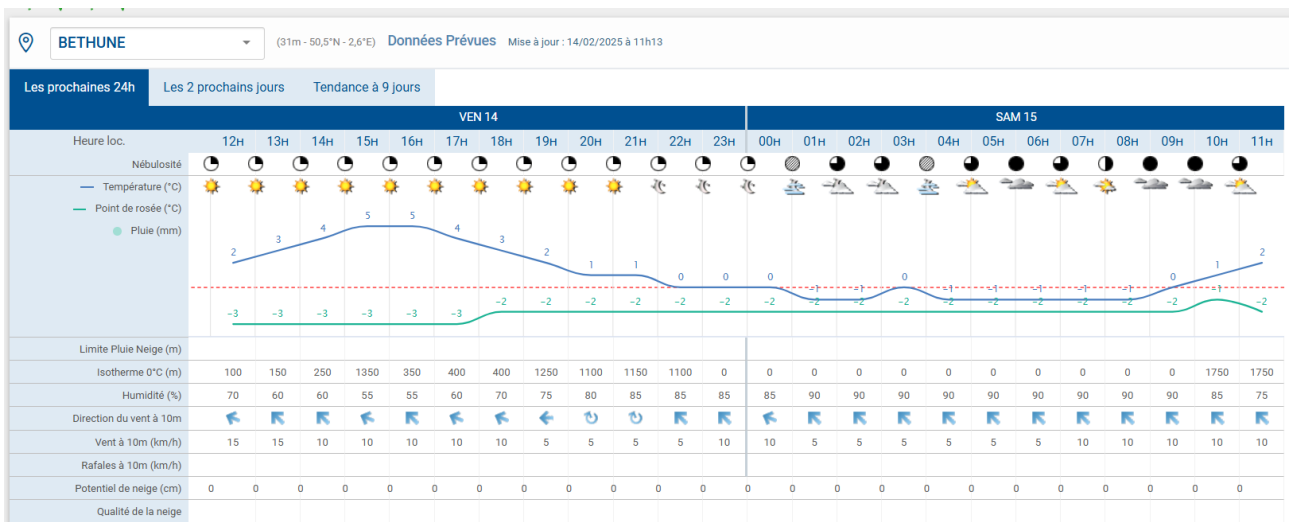 BETHUNE (31m - 50,5°N - 2,6°E) Données Prévues Mise à jour : 14/02/2025 à 11h13
Les prochaines 24h Les 2 prochains jours Tendance à 9 jours
VEN 14 SAM 15
Heure loc. 12H 13H 14H 15H 16H 17H 18H 19H 20H 21H 22H 23H 00H 01H 02H 03H 04H 05H 06H 07H 08H 09H 10H 11H
Nébulosité
Température (°C)
Point de rosée (°C)
Pluie (mm)
2 3 4 5 5 4 3 2 1 1 0 0 0 -1 -1 0 -1 -1 -1 -1 -1 0 1 2
-3 -3 -3 -3 -3 -3 -2 -2 -2 -2 -2 -2 -2 -2 -2 -2 -2 -2 -2 -2 -2 -2 -1 -2
Limite Pluie Neige (m)
Isotherme 0°C (m) 100 150 250 1350 350 400 400 1250 1100 1150 1100 0 0 0 0 0 0 0 0 0 0 0 1750 1750
Humidité (%) 70 60 60 55 55 60 70 75 80 85 85 85 85 90 90 90 90 90 90 90 90 90 85 75
Direction du vent à 10m
Vent à 10m (km/h) 15 15 10 10 10 10 10 5 5 5 5 10 10 5 5 5 5 5 5 10 10 10 10 10
Rafales à 10m (km/h)
Potentiel de neige (cm) 0 0 0 0 0 0 0 0 0 0 0 0 0 0 0 0 0 0 0 0 0 0 0 0
Qualité de la neige